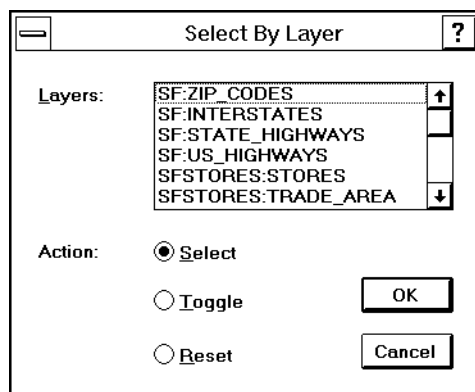 Select By Layer ?
Layers:
SF:ZIP_CODES
SF:INTERSTATES
SF:STATE_HIGHWAYS
SF:US_HIGHWAYS
SFSTORES:STORES
SFSTORES:TRADE_AREA
Action:
Select
Toggle
Reset
OK
Cancel